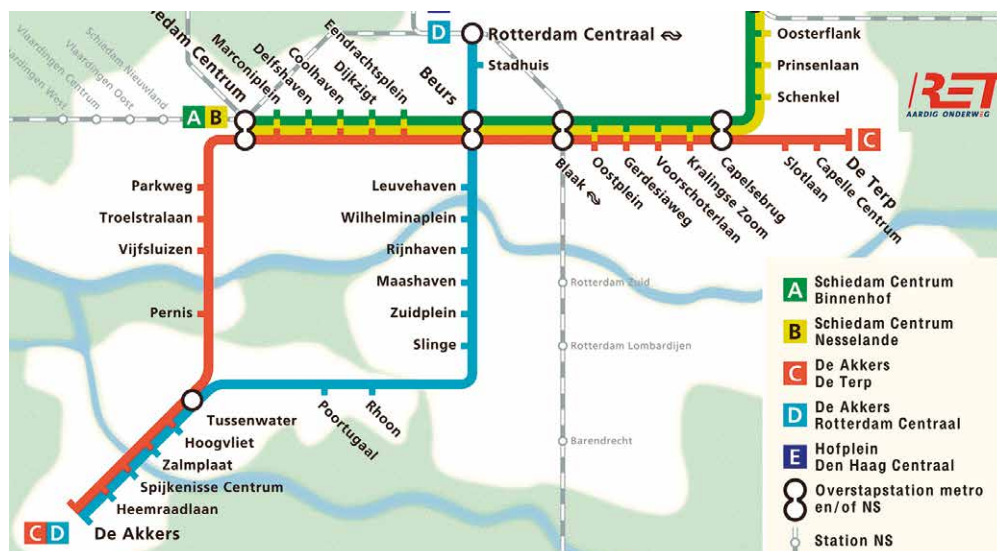 D
Rotterdam Centraal
Stadhuis
Schiedam Nieuwland
Vlaardingen Oost
Vlaardingen Centrum
Vlaardingen West
iedam Centrum
Marconiplein
Delfshaven
Coolhaven
Dijkzigt
Eendrachtsplein
Beurs
A B
Oosterflank
Prinsenlaan
Schenkel
RET
AARDIG ONDERWEG
C
Blaak
Oostplein
Gerdesiaweg
Voorschoterlaan
Kralingse Zoom
Capelsebrug
Slotlaan
Capelle Centrum
De Terp
Parkweg
Troelstralaan
Vijfsluizen
Pernis
Leuvehaven
Wilhelminaplein
Rijnhaven
Maashaven
Zuidplein
Slinge
Rotterdam Zuid
Rotterdam Lombardijen
Barendrecht
Rhoon
Poortugaal
Tussenwater
Hoogvliet
Zalmplaat
Spijkenisse Centrum
Heemraadlaan
De Akkers
C D
A Schiedam Centrum
Binnenhof
B Schiedam Centrum
Nesselande
C De Akkers
De Terp
D De Akkers
Rotterdam Centraal
E Hofplein
Den Haag Centraal
Overstapstation metro
en/of NS
Station NS